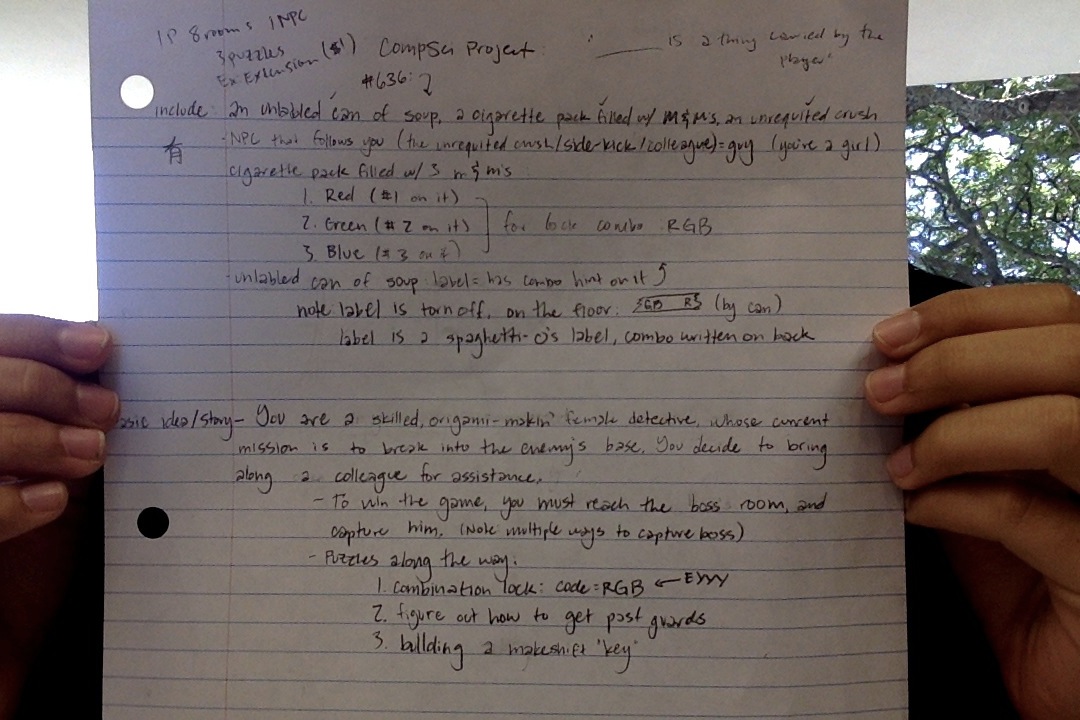 1P 8 rooms 1 NPC
3 puzzles
Ex. Extension (s')
CompSci Project:
"______ is a thing carried by the
player"
#636:
include: an unlabled can of soup, a cigarette pack filled w/ M&M's, an unrequited crush
有
-NPC that follows you (the unrequited crush/side-kick/colleague)=guy (you're a girl)
cigarette pack filled w/ 3 m&m's
1. Red (#1 on it)
2. Green (#2 on it)
3. Blue (#3 on it)
for lock combo RGB
-unlabled can of soup label= has combo hint on it
note label is torn off, on the floor: (by can)
label is a spaghetti-o's label, combo written on back
basic idea/story- You are a skilled, origami-makin' female detective, whose current
mission is to break into the enemy's base. You decide to bring
along a colleague for assistance.
- To win the game, you must reach the boss room, and
capture him. (Note multiple ways to capture boss)
- Puzzles along the way:
1. combination lock: code=RGB ← EYYY
2. figure out how to get past guards
3. building a makeshift "key"